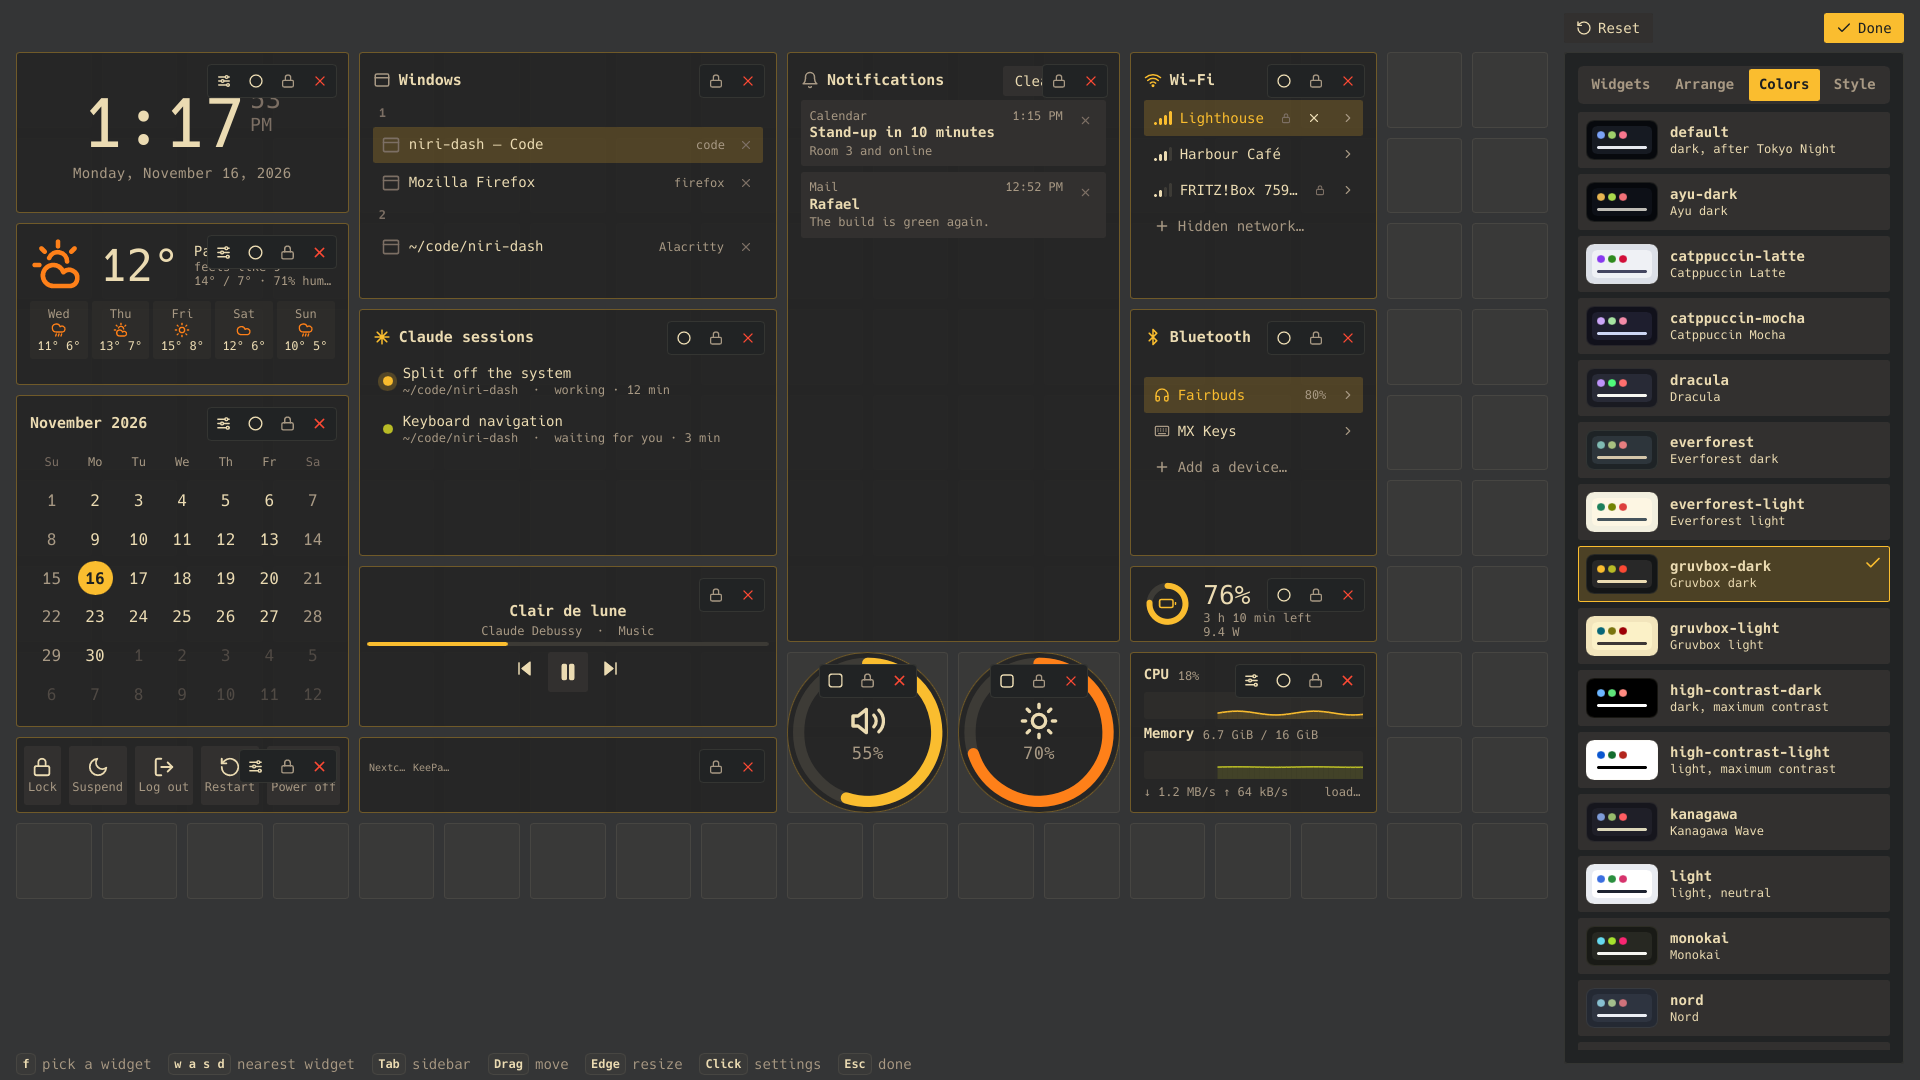 Reset
Done
1:17
PM
Monday, November 16, 2026
12°
14° / 7° · 71% hum…
Wed Thu Fri Sat Sun
11° 6° 13° 7° 15° 8° 12° 6° 10° 5°
November 2026
Su Mo Tu We Th Fr Sa
1 2 3 4 5 6 7
8 9 10 11 12 13 14
15 16 17 18 19 20 21
22 23 24 25 26 27 28
29 30 1 2 3 4 5
6 7 8 9 10 11 12
Lock Suspend Log out Restart Power off
Windows
1
niri-dash — Code code
Mozilla Firefox firefox
2
~/code/niri-dash Alacritty
Claude sessions
Split off the system
~/code/niri-dash · working · 12 min
Keyboard navigation
~/code/niri-dash · waiting for you · 3 min
Clair de lune
Claude Debussy · Music
Nextc… KeePa…
Notifications
Calendar 1:15 PM
Stand-up in 10 minutes
Room 3 and online
Mail 12:52 PM
Rafael
The build is green again.
55%
70%
Wi-Fi
Lighthouse
Harbour Café
FRITZ!Box 759…
Hidden network…
Bluetooth
Fairbuds 80%
MX Keys
Add a device…
76%
3 h 10 min left
9.4 W
CPU 18%
Memory 6.7 GiB / 16 GiB
↓ 1.2 MB/s ↑ 64 kB/s load…
Widgets Arrange Colors Style
default
dark, after Tokyo Night
ayu-dark
Ayu dark
catppuccin-latte
Catppuccin Latte
catppuccin-mocha
Catppuccin Mocha
dracula
Dracula
everforest
Everforest dark
everforest-light
Everforest light
gruvbox-dark
Gruvbox dark
gruvbox-light
Gruvbox light
high-contrast-dark
dark, maximum contrast
high-contrast-light
light, maximum contrast
kanagawa
Kanagawa Wave
light
light, neutral
monokai
Monokai
nord
Nord
f pick a widget w a s d nearest widget Tab sidebar Drag move Edge resize Click settings Esc done